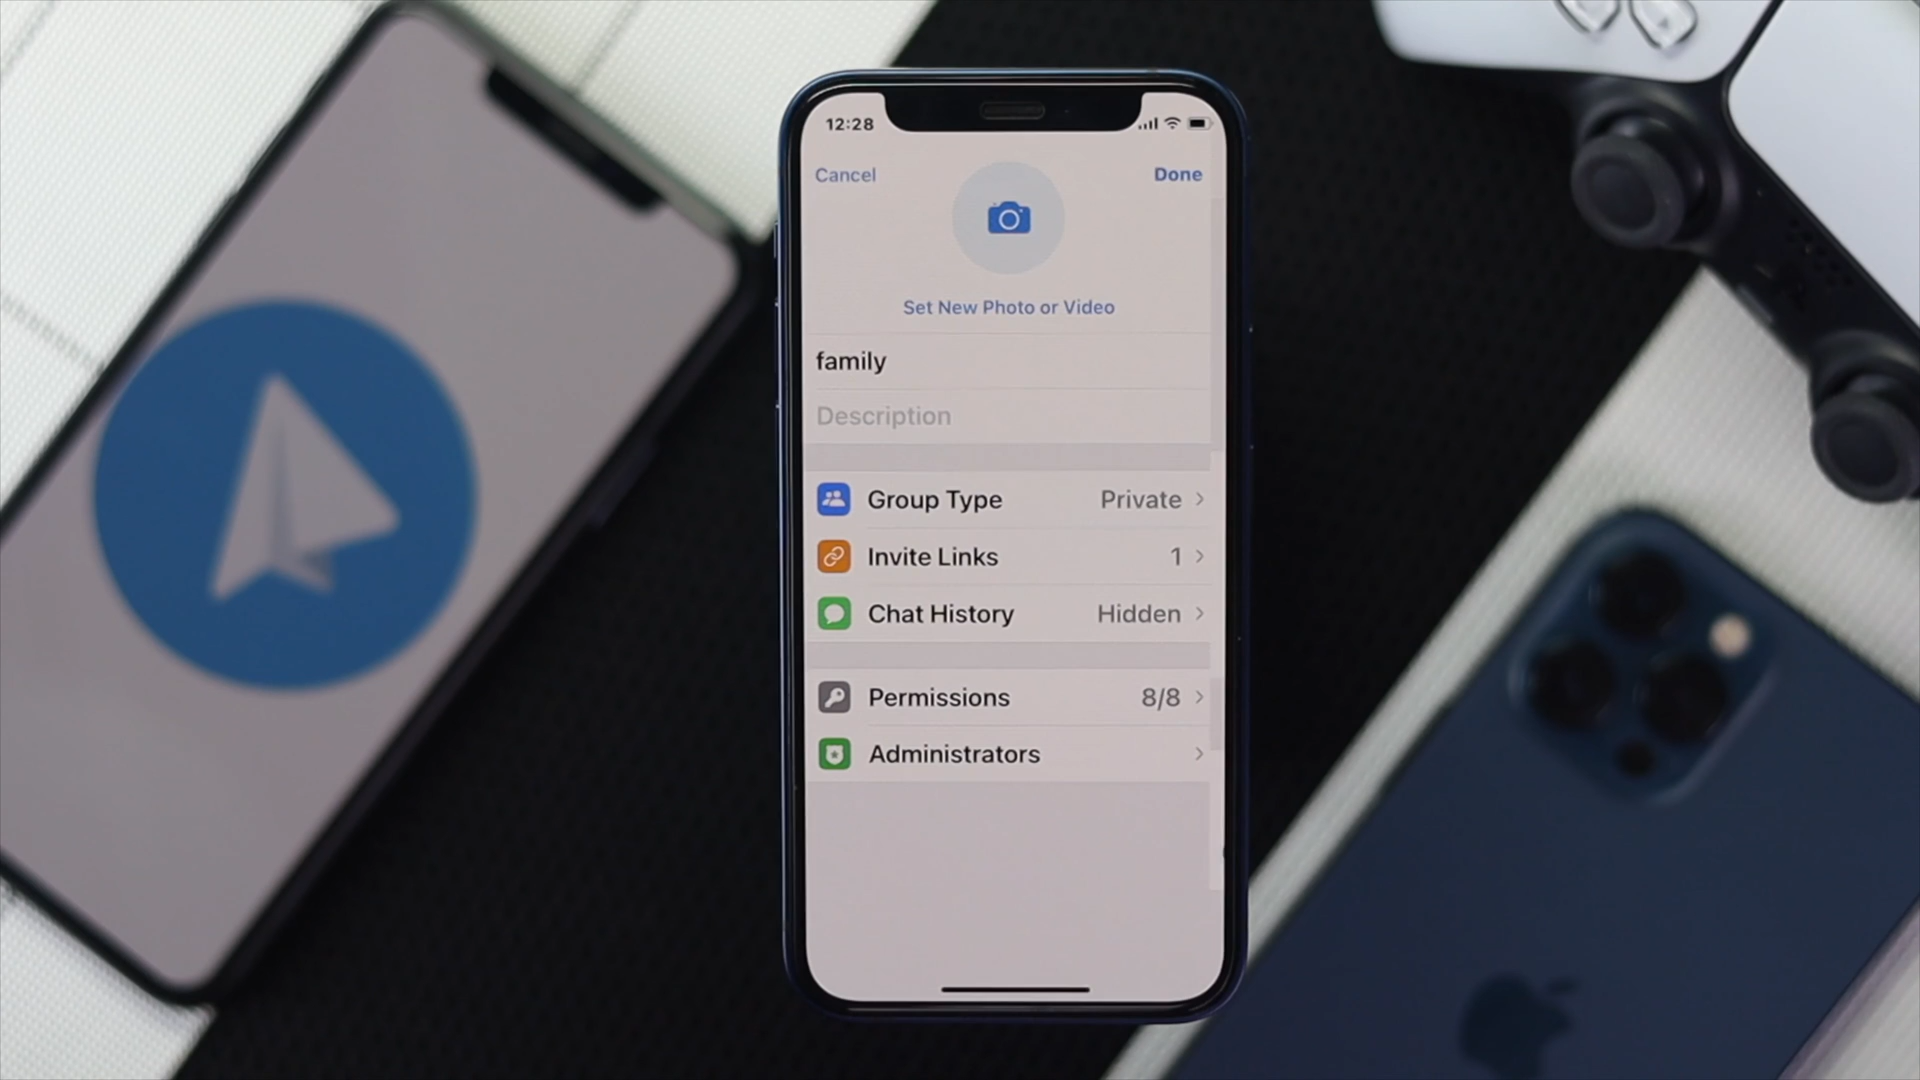 12:28
Cancel
Done
Set New Photo or Video
family
Description
Group Type Private
Invite Links 1
Chat History Hidden
Permissions 8/8
Administrators